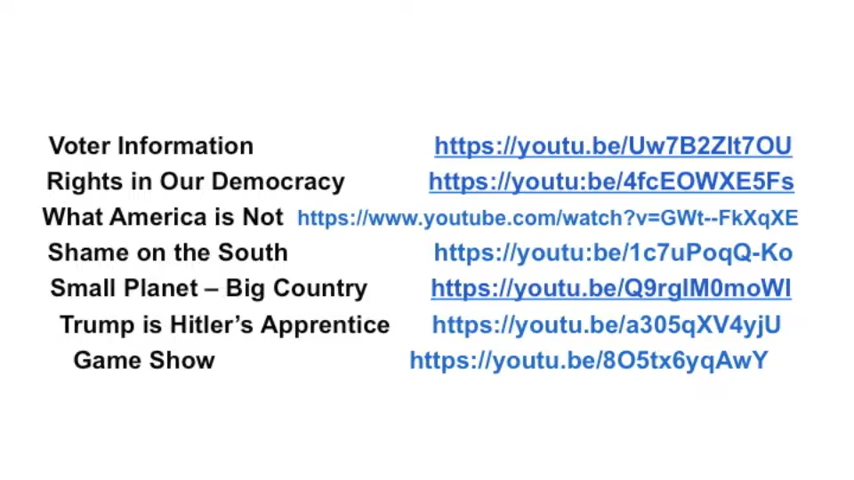 Voter Information https://youtu.be/Uw7B2ZIt7OU
Rights in Our Democracy https://youtu:be/4fcEOWXE5Fs
What America is Not https://www.youtube.com/watch?v=GWt--FkXqXE
Shame on the South https://youtu:be/1c7uPoqQ-Ko
Small Planet – Big Country https://youtu.be/Q9rglM0moWI
Trump is Hitler’s Apprentice https://youtu.be/a305qXV4yjU
Game Show https://youtu.be/8O5tx6yqAwY